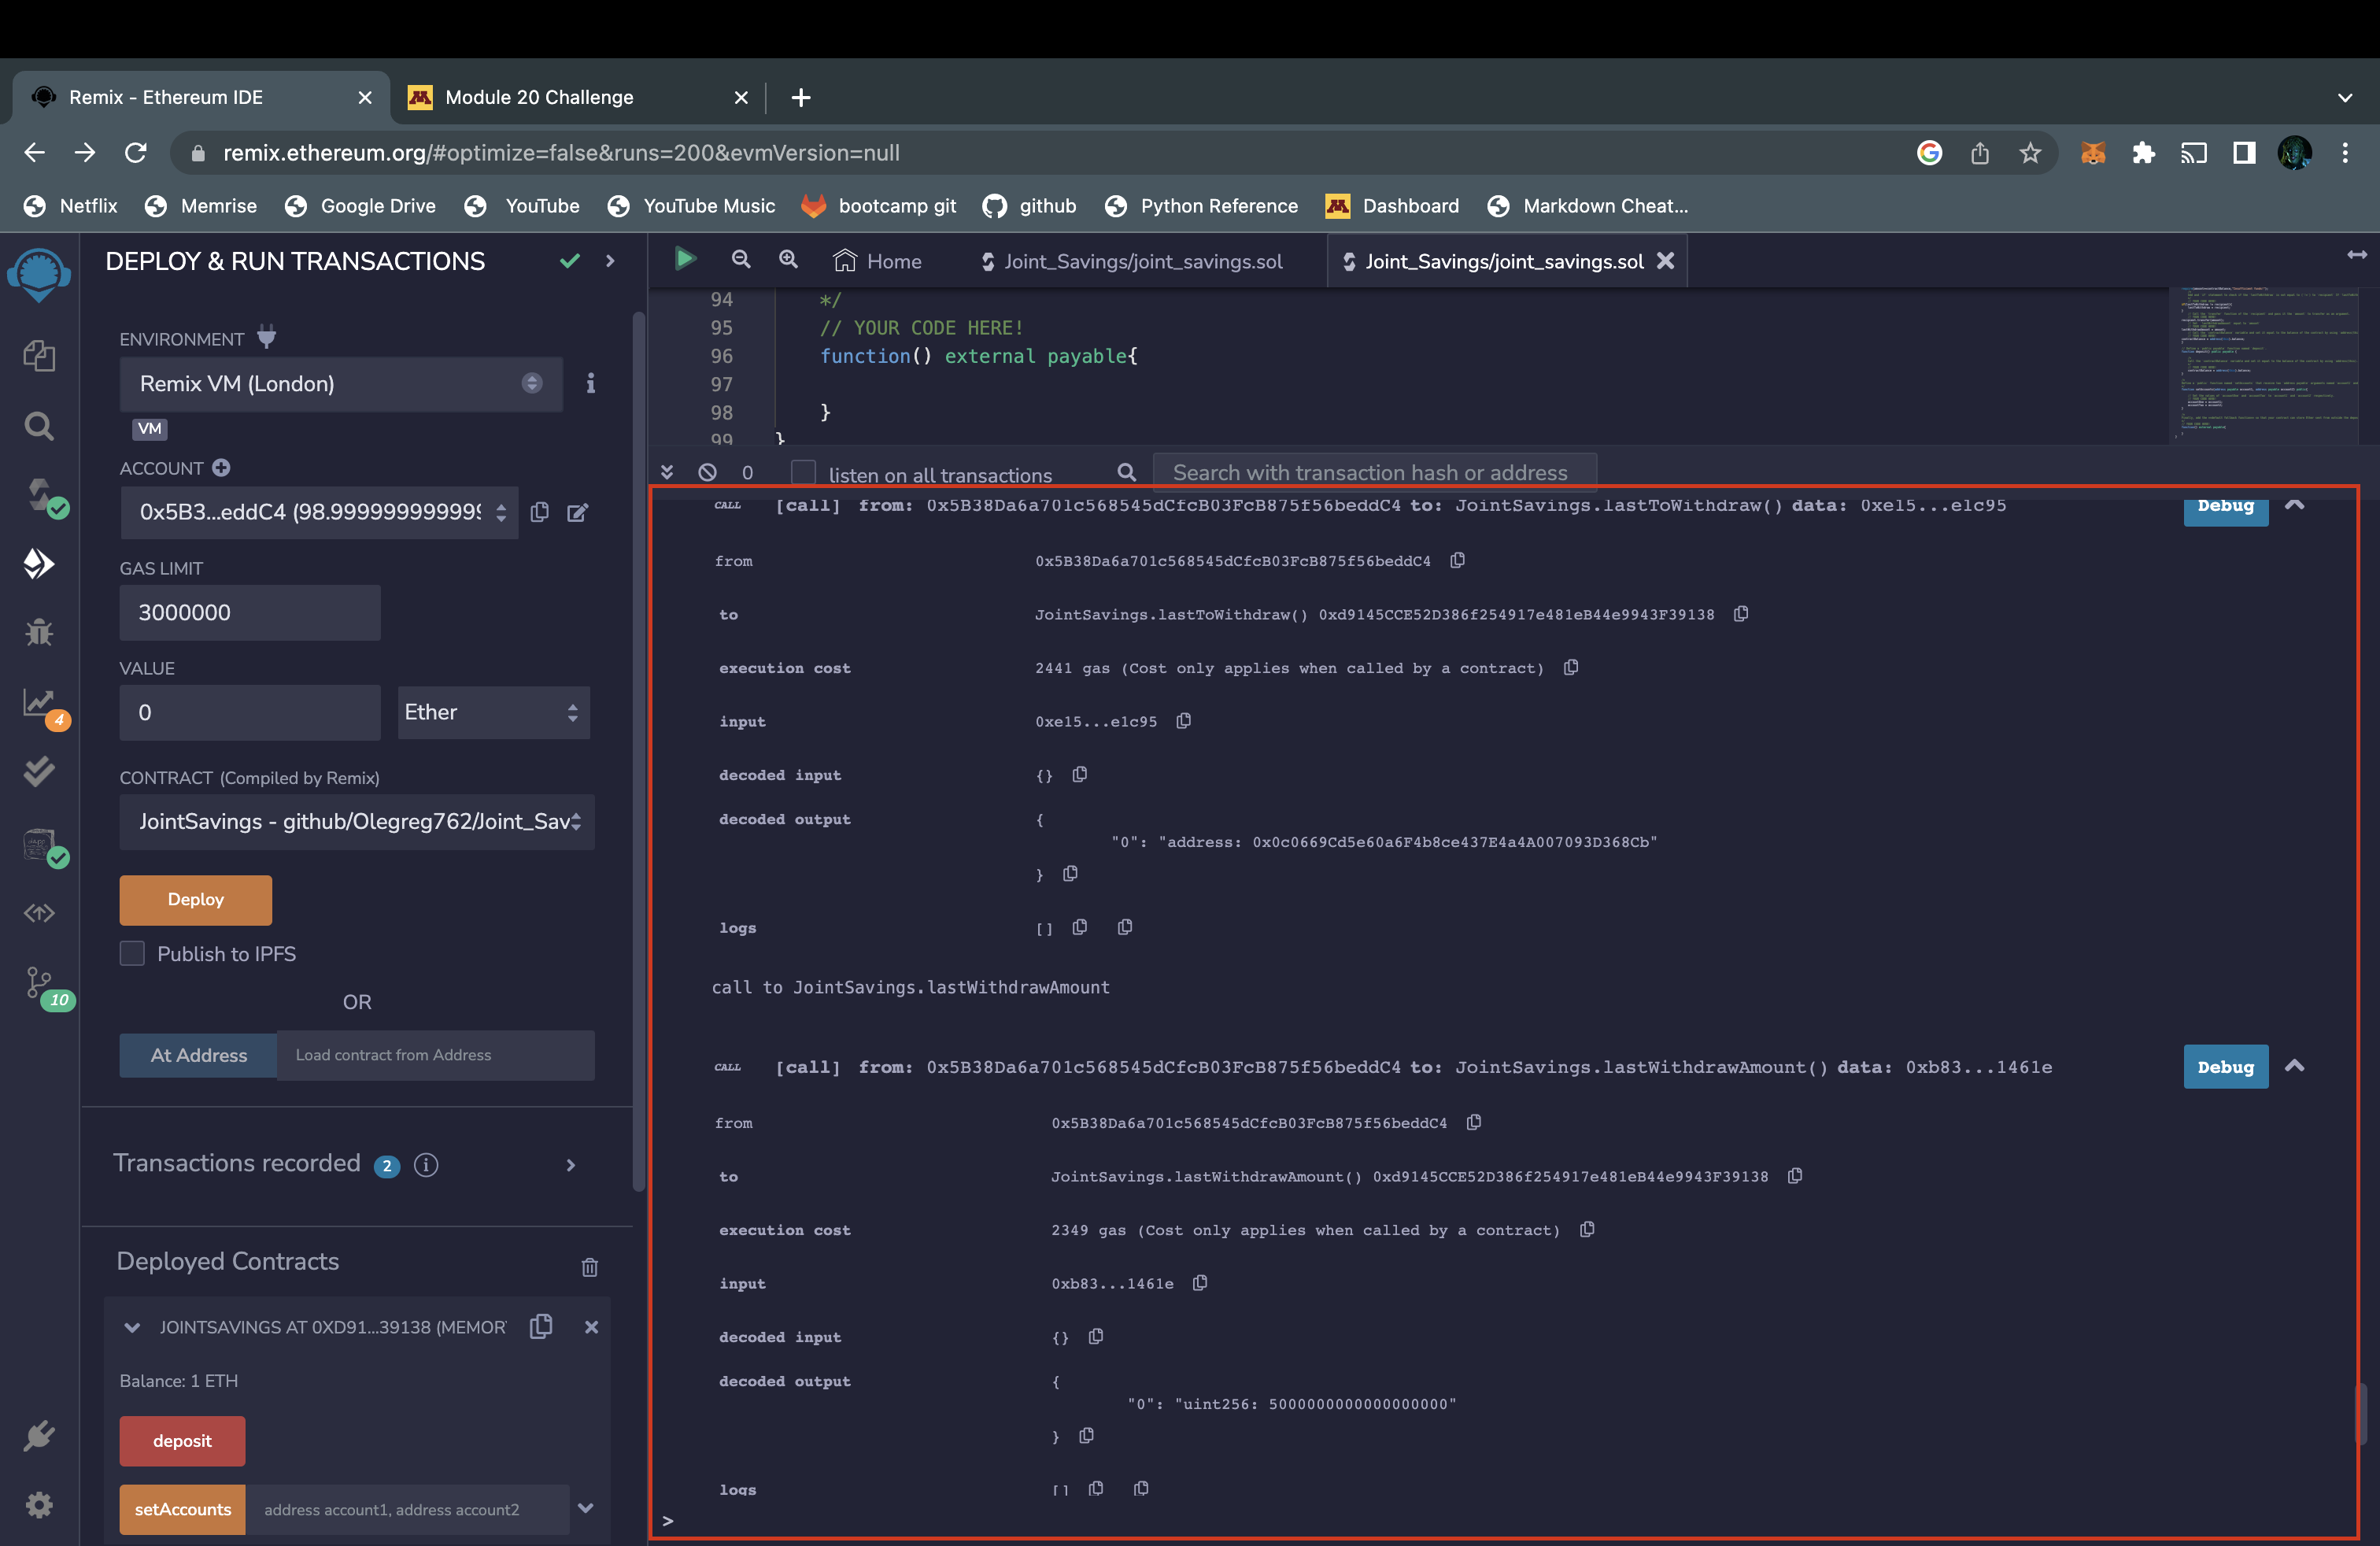 Remix - Ethereum IDE
Module 20 Challenge
remix.ethereum.org/#optimize=false&runs=200&evmVersion=null
Netflix Memrise Google Drive YouTube YouTube Music bootcamp git github Python Reference Dashboard Markdown Cheat...
DEPLOY & RUN TRANSACTIONS
ENVIRONMENT
Remix VM (London)
VM
ACCOUNT
0x5B3...eddC4 (98.999999999999
GAS LIMIT
3000000
VALUE
0
Ether
CONTRACT (Compiled by Remix)
JointSavings - github/Olegreg762/Joint_Sav
Deploy
Publish to IPFS
OR
At Address
Load contract from Address
Transactions recorded 2
Deployed Contracts
JOINTSAVINGS AT 0XD91...39138 (MEMOR
Balance: 1 ETH
deposit
setAccounts
address account1, address account2
4
10
Home
Joint_Savings/joint_savings.sol
Joint_Savings/joint_savings.sol
94 */
95 // YOUR CODE HERE!
96 function() external payable{
97
98 }
99 }
0
listen on all transactions
Search with transaction hash or address
CALL [call] from: 0x5B38Da6a701c568545dCfcB03FcB875f56beddC4 to: JointSavings.lastToWithdraw() data: 0xe15...e1c95
Debug
from 0x5B38Da6a701c568545dCfcB03FcB875f56beddC4
to JointSavings.lastToWithdraw() 0xd9145CCE52D386f254917e481eB44e9943F39138
execution cost 2441 gas (Cost only applies when called by a contract)
input 0xe15...e1c95
decoded input {}
decoded output {
"0": "address: 0x0c0669Cd5e60a6F4b8ce437E4a4A007093D368Cb"
}
logs []
call to JointSavings.lastWithdrawAmount
CALL [call] from: 0x5B38Da6a701c568545dCfcB03FcB875f56beddC4 to: JointSavings.lastWithdrawAmount() data: 0xb83...1461e
Debug
from 0x5B38Da6a701c568545dCfcB03FcB875f56beddC4
to JointSavings.lastWithdrawAmount() 0xd9145CCE52D386f254917e481eB44e9943F39138
execution cost 2349 gas (Cost only applies when called by a contract)
input 0xb83...1461e
decoded input {}
decoded output {
"0": "uint256: 5000000000000000000"
}
logs []
>